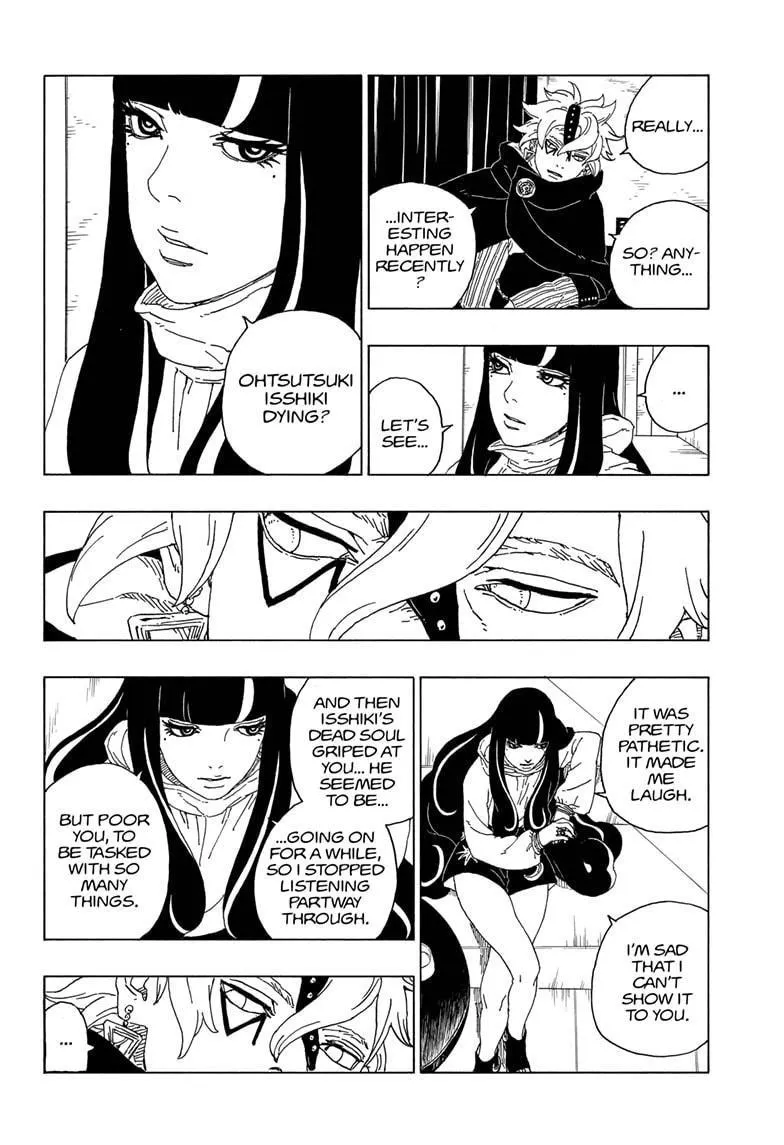 REALLY...
SO? ANY-
THING...
...INTER-
ESTING
HAPPEN
RECENTLY
?
...
LET'S
SEE...
OHTSUTSUKI
ISSHIKI
DYING?
IT WAS
PRETTY
PATHETIC.
IT MADE
ME
LAUGH.
I'M SAD
THAT I
CAN'T
SHOW IT
TO YOU.
AND THEN
ISSHIKI'S
DEAD SOUL
GRIPED AT
YOU... HE
SEEMED
TO BE...
...GOING ON
FOR A WHILE,
SO I STOPPED
LISTENING
PARTWAY
THROUGH.
BUT POOR
YOU, TO
BE TASKED
WITH SO
MANY
THINGS.
...